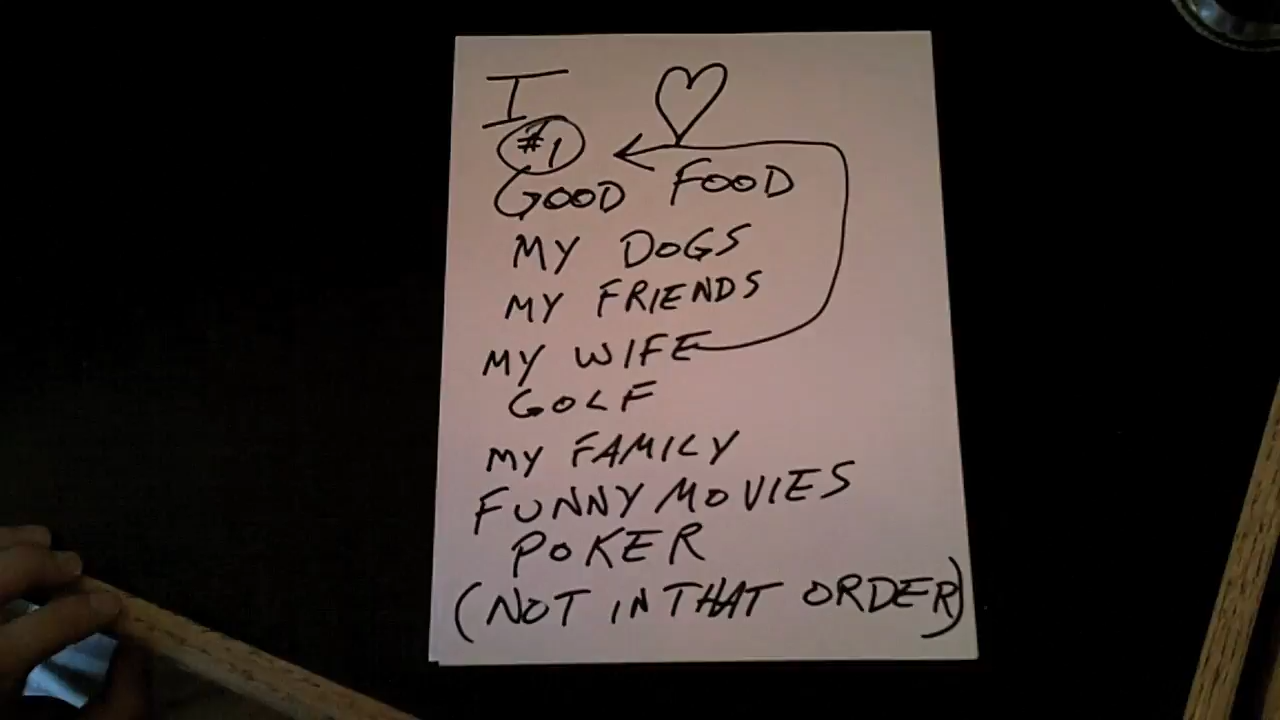 I ♡
#1
GOOD FOOD
MY DOGS
MY FRIENDS
MY WIFE
GOLF
MY FAMILY
FUNNY MOVIES
POKER
(NOT IN THAT ORDER)